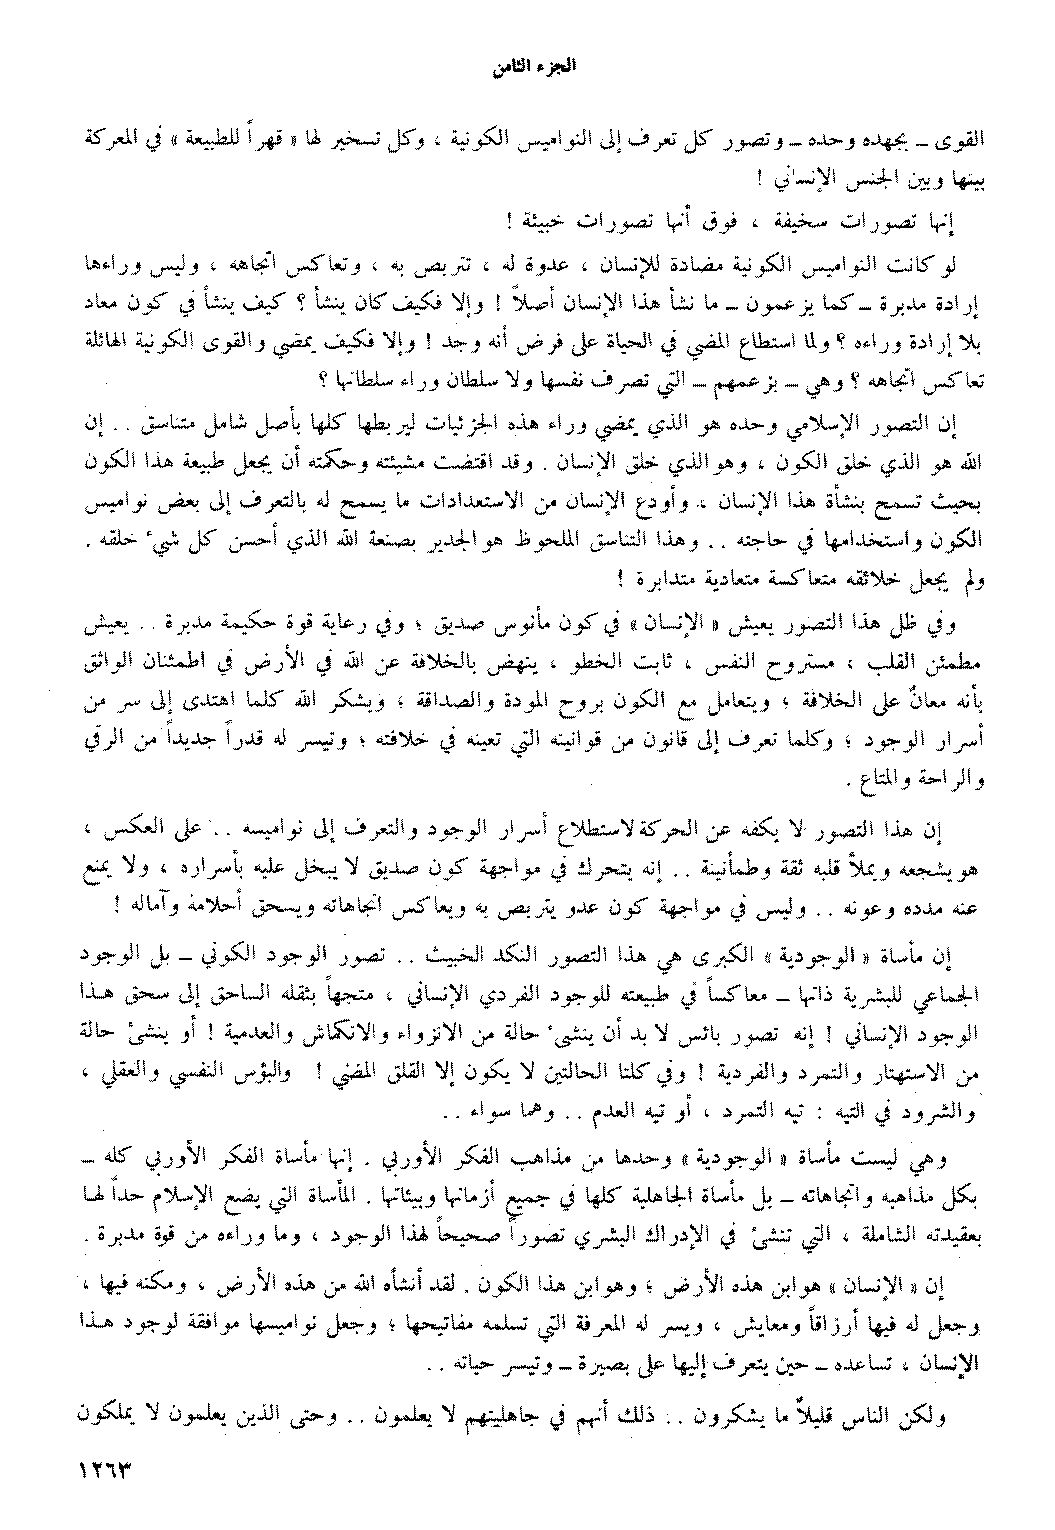 الجزء الثامن
القوى ــ بجهده وحده ــ وتصور كل تعرف إلى النواميس الكونية ، وكل تسخير لها « قهراً للطبيعة » في المعركة
بينها وبين الجنس الإنساني !
إنها تصورات سخيفة ، فوق أنها تصورات خبيثة !
لو كانت النواميس الكونية مضادة للإنسان ، عدوة له ، تتربص به ، وتعاكس اتجاهه ، وليس وراءها
إرادة مدبرة ــ كما يزعمون ــ ما نشأ هذا الإنسان أصلاً ! وإلا فكيف كان ينشأ ؟ كيف ينشأ في كون معاد
بلا إرادة وراءه ؟ ولما استطاع المضي في الحياة على فرض أنه وجد ! وإلا فكيف يمضي والقوى الكونية الهائلة
تعاكس اتجاهه ؟ وهي ــ بزعمهم ــ التي تصرف نفسها ولا سلطان وراء سلطانها ؟
إن التصور الإسلامي وحده هو الذي يمضي وراء هذه الجزئيات ليربطها كلها بأصل شامل متناسق .. إن
الله هو الذي خلق الكون ، وهو الذي خلق الإنسان . وقد اقتضت مشيئته وحكمته أن يجعل طبيعة هذا الكون
بحيث تسمح بنشأة هذا الإنسان ، وأودع الإنسان من الاستعدادات ما يسمح له بالتعرف إلى بعض نواميس
الكون واستخدامها في حاجته .. وهذا التناسق الملحوظ هو الجدير بصنعة الله الذي أحسن كل شيء خلقه .
ولم يجعل خلائقه متعاكسة متعادية متدابرة !
وفي ظل هذا التصور يعيش « الإنسان » في كون مأنوس صديق ؛ وفي رعاية قوة حكيمة مدبرة .. يعيش
مطمئن القلب ، مستروح النفس ، ثابت الخطو ، ينهض بالخلافة عن الله في الأرض في اطمئنان الواثق
بأنه معانٌ على الخلافة ؛ ويتعامل مع الكون بروح المودة والصداقة ؛ ويشكر الله كلما اهتدى إلى سر من
أسرار الوجود ؛ وكلما تعرف إلى قانون من قوانينه التي تعينه في خلافته ؛ وتيسر له قدراً جديداً من الرقي
والراحة والمتاع .
إن هذا التصور لا يكفه عن الحركة لاستطلاع أسرار الوجود والتعرف إلى نواميسه .. على العكس ،
هو يشجعه ويملأ قلبه ثقة وطمأنينة .. إنه يتحرك في مواجهة كون صديق لا يبخل عليه بأسراره ، ولا يمنع
عنه مدده وعونه .. وليس في مواجهة كون عدو يتربص به ويعاكس اتجاهاته ويسحق أحلامه وآماله !
إن مأساة « الوجودية » الكبرى هي هذا التصور النكد الخبيث .. تصور الوجود الكوني ــ بل الوجود
الجماعي للبشرية ذاتها ــ معاكساً في طبيعته للوجود الفردي الإنساني ، متجهاً بثقله الساحق إلى سحق هذا
الوجود الإنساني ! إنه تصور بائس لا بد أن ينشئ حالة من الانزواء والانكماش والعدمية ! أو ينشئ حالة
من الاستهتار والتمرد والفردية ! وفي كلتا الحالتين لا يكون إلا القلق المضني ! والبؤس النفسي والعقلي ،
والشرود في التيه : تيه التمرد ، أو تيه العدم .. وهما سواء ..
وهي ليست مأساة « الوجودية » وحدها من مذاهب الفكر الأوربي . إنها مأساة الفكر الأوربي كله ــ
بكل مذاهبه واتجاهاته ــ بل مأساة الجاهلية كلها في جميع أزمانها وبيئاتها . المأساة التي يضع الإسلام حداً لها
بعقيدته الشاملة ، التي تنشئ في الإدراك البشري تصوراً صحيحاً لهذا الوجود ، وما وراءه من قوة مدبرة .
إن « الإنسان » هو ابن هذه الأرض ؛ وهو ابن هذا الكون . لقد أنشأه الله من هذه الأرض ، ومكنه فيها ،
وجعل له فيها أرزاقاً ومعايش ، ويسر له المعرفة التي تسلمه مفاتيحها ؛ وجعل نواميسها موافقة لوجود هذا
الإنسان ، تساعده ــ حين يتعرف إليها على بصيرة ــ وتيسر حياته ..
ولكن الناس قليلاً ما يشكرون .. ذلك أنهم في جاهليتهم لا يعلمون .. وحتى الذين يعلمون لا يملكون
١٢٦٣